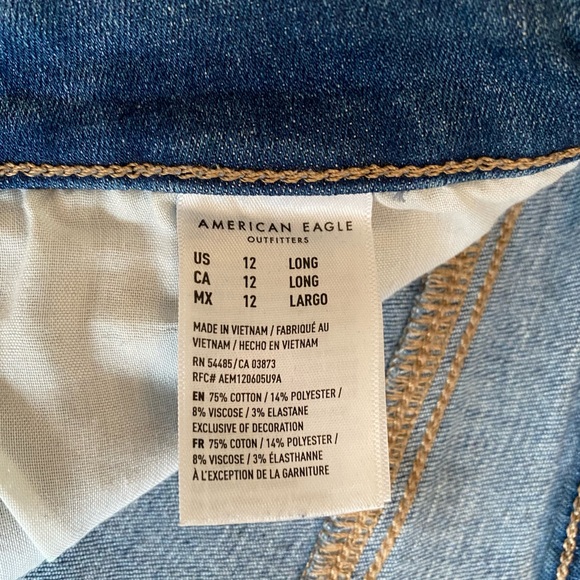 AMERICAN EAGLE
OUTFITTERS
US 12 LONG
CA 12 LONG
MX 12 LARGO
MADE IN VIETNAM / FABRIQUÉ AU
VIETNAM / HECHO EN VIETNAM
RN 54485/CA 03873
RFC# AEM120605U9A
EN 75% COTTON / 14% POLYESTER /
8% VISCOSE / 3% ELASTANE
EXCLUSIVE OF DECORATION
FR 75% COTON / 14% POLYESTER /
8% VISCOSE / 3% ÉLASTHANNE
À L'EXCEPTION DE LA GARNITURE